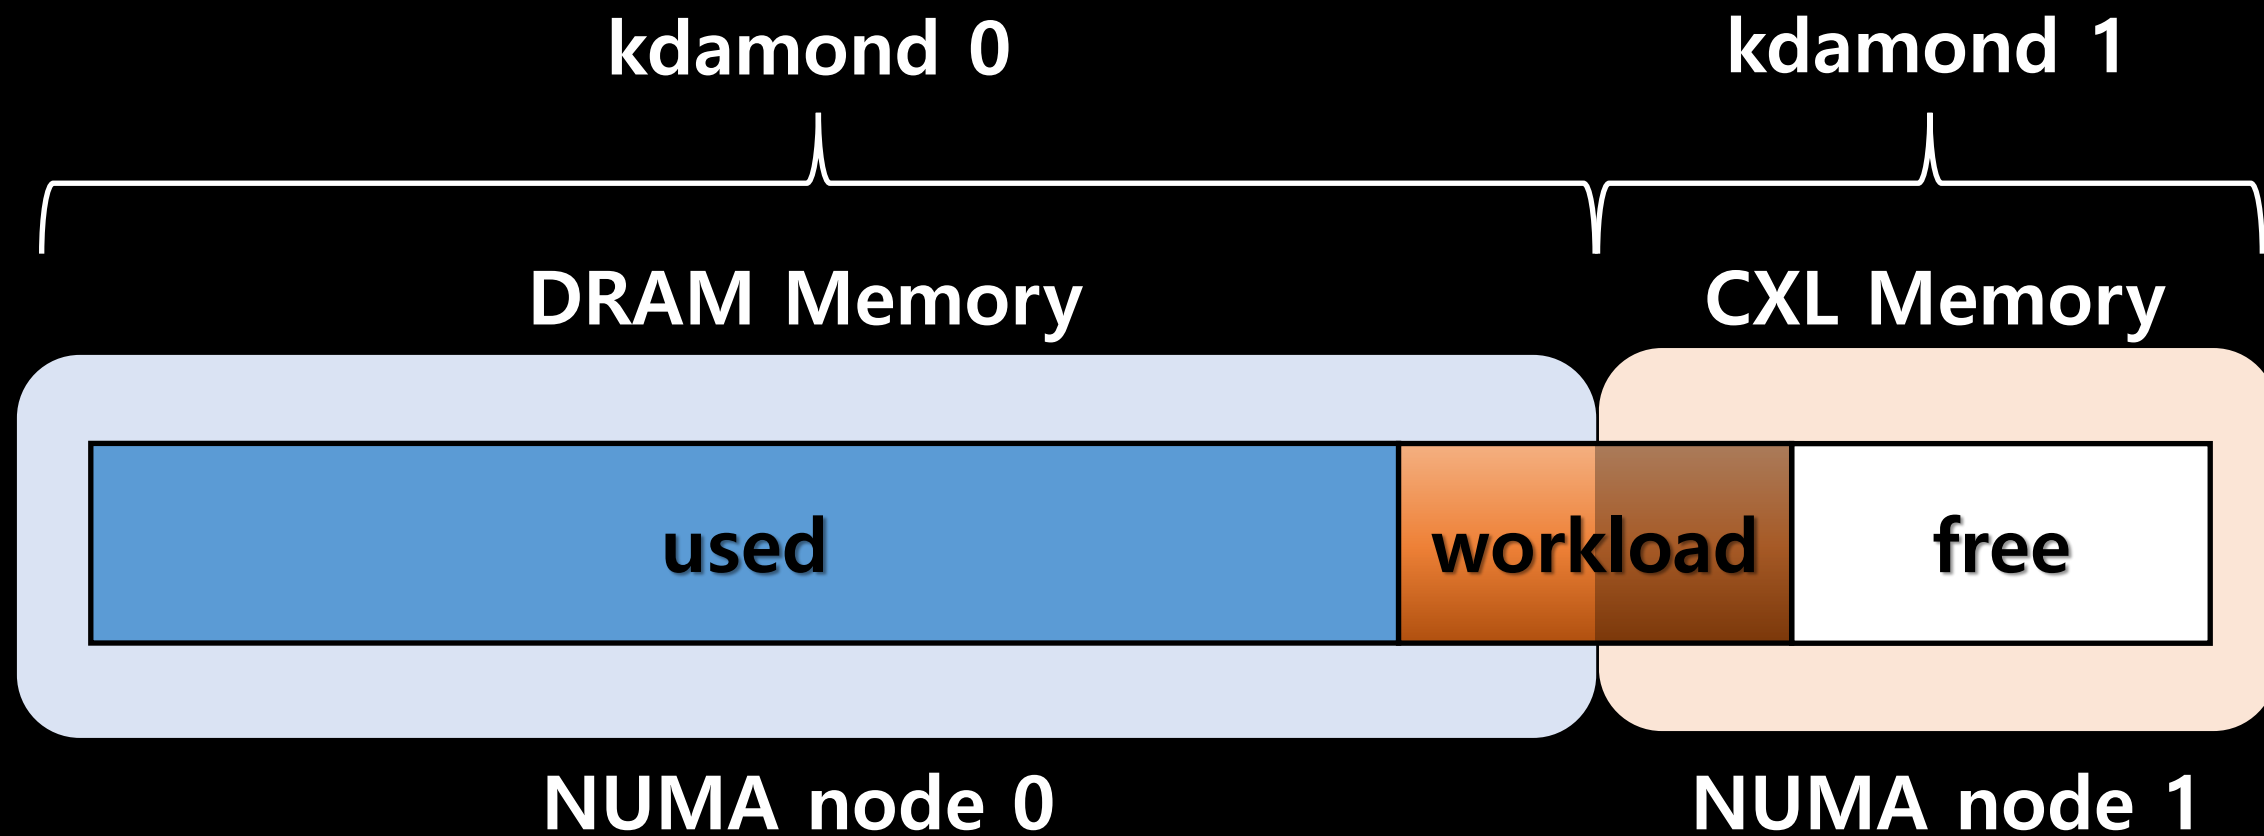 kdamond 0
kdamond 1
DRAM Memory
CXL Memory
used
workload
free
NUMA node 0
NUMA node 1